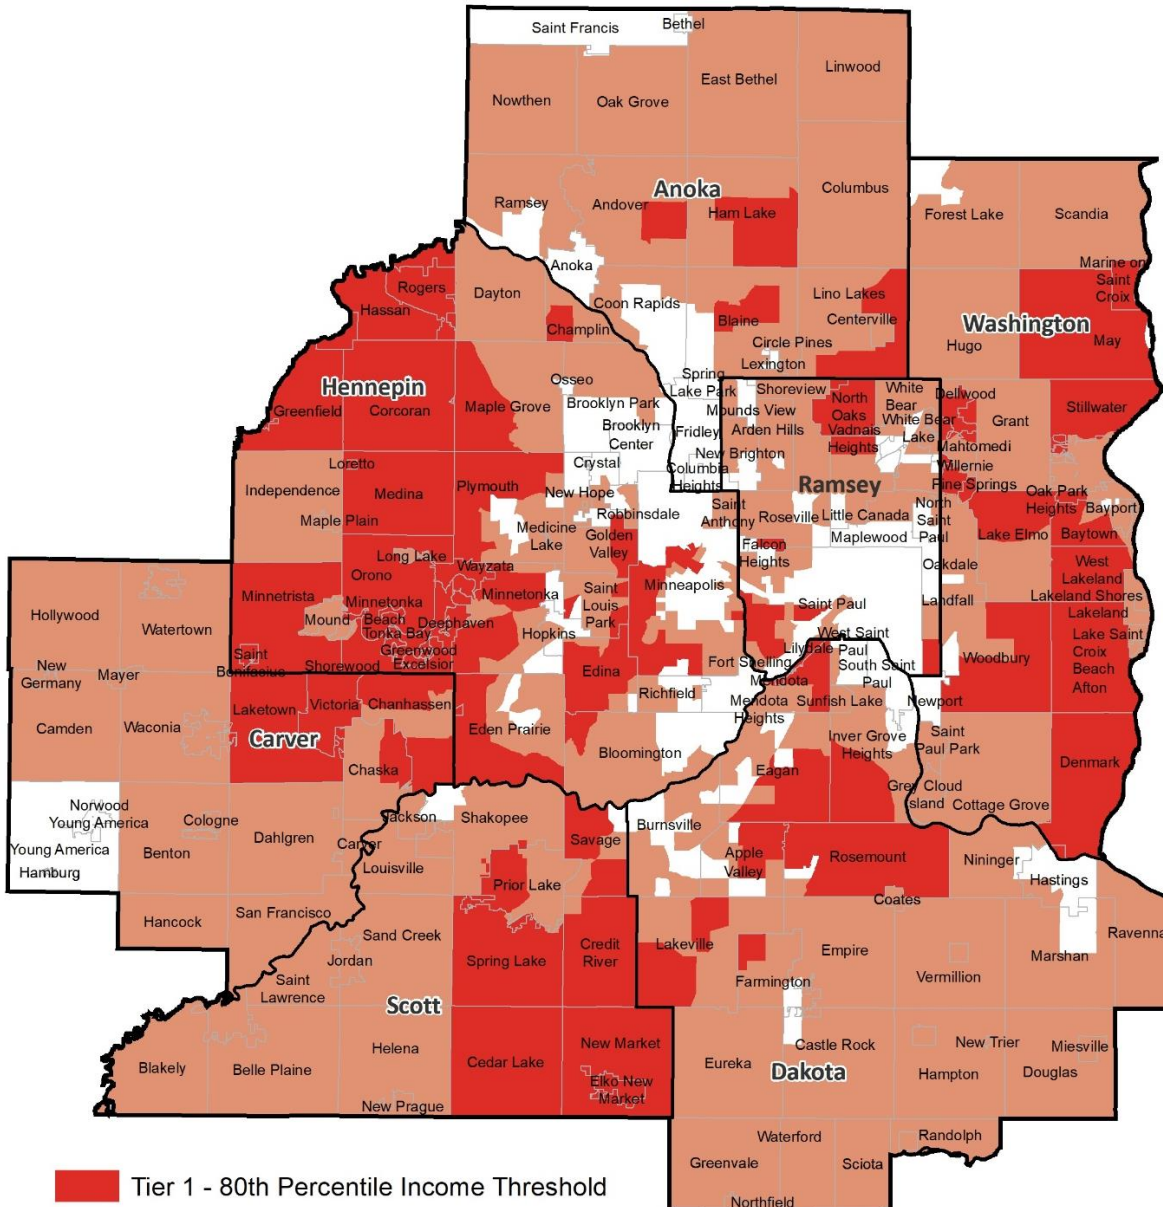 Saint Francis
Bethel
Nowthen
Oak Grove
East Bethel
Linwood
Ramsey
Andover
Anoka
Ham Lake
Columbus
Forest Lake
Scandia
Anoka
Marine on
Saint
Croix
Rogers
Hassan
Dayton
Champlin
Coon Rapids
Blaine
Lino Lakes
Centerville
Circle Pines
Lexington
Washington
Hugo
May
Hennepin
Greenfield
Corcoran
Maple Grove
Osseo
Brooklyn Park
Brooklyn
Center
Spring
Lake Park
Fridley
Shoreview
Mounds View
Arden Hills
New Brighton
Columbia
Heights
North
Oaks
Vadnais
Heights
White
Bear
White Bear
Lake
Dellwood
Grant
Stillwater
Mahtomedi
Willernie
Pine Springs
Loretto
Independence
Maple Plain
Medina
Plymouth
Crystal
New Hope
Robbinsdale
Medicine
Lake
Golden
Valley
Ramsey
Saint
Anthony
Roseville
Little Canada
Maplewood
North
Saint
Paul
Oak Park
Heights
Bayport
Lake Elmo
Baytown
Long Lake
Orono
Wayzata
Minnetrista
Minnetonka
Beach
Tonka Bay
Mound
Deephaven
Greenwood
Excelsior
Shorewood
Saint
Bonifacius
Minnetonka
Hopkins
Saint
Louis
Park
Minneapolis
Falcon
Heights
Oakdale
Landfall
West
Lakeland
Lakeland Shores
Lakeland
Lake Saint
Croix
Beach
Afton
Hollywood
Watertown
New
Germany
Mayer
Camden
Waconia
Laketown
Victoria
Chanhassen
Carver
Chaska
Eden Prairie
Edina
Richfield
Bloomington
Fort Snelling
Saint Paul
West Saint
Paul
Lilydale
Mendota
Mendota
Heights
South Saint
Paul
Sunfish Lake
Woodbury
Newport
Saint
Paul Park
Inver Grove
Heights
Grey Cloud
Island
Cottage Grove
Denmark
Norwood
Young America
Young America
Hamburg
Cologne
Benton
Dahlgren
Carver
Jackson
Louisville
Shakopee
Savage
Prior Lake
Burnsville
Eagan
Apple
Valley
Rosemount
Coates
Nininger
Hastings
Hancock
San Francisco
Sand Creek
Jordan
Saint
Lawrence
Spring Lake
Credit
River
Lakeville
Farmington
Empire
Vermillion
Marshan
Ravenna
Scott
Blakely
Belle Plaine
Helena
New Prague
Cedar Lake
New Market
Elko New
Market
Eureka
Castle Rock
Dakota
Hampton
New Trier
Douglas
Miesville
Waterford
Greenvale
Sciota
Randolph
Northfield
Tier 1 - 80th Percentile Income Threshold